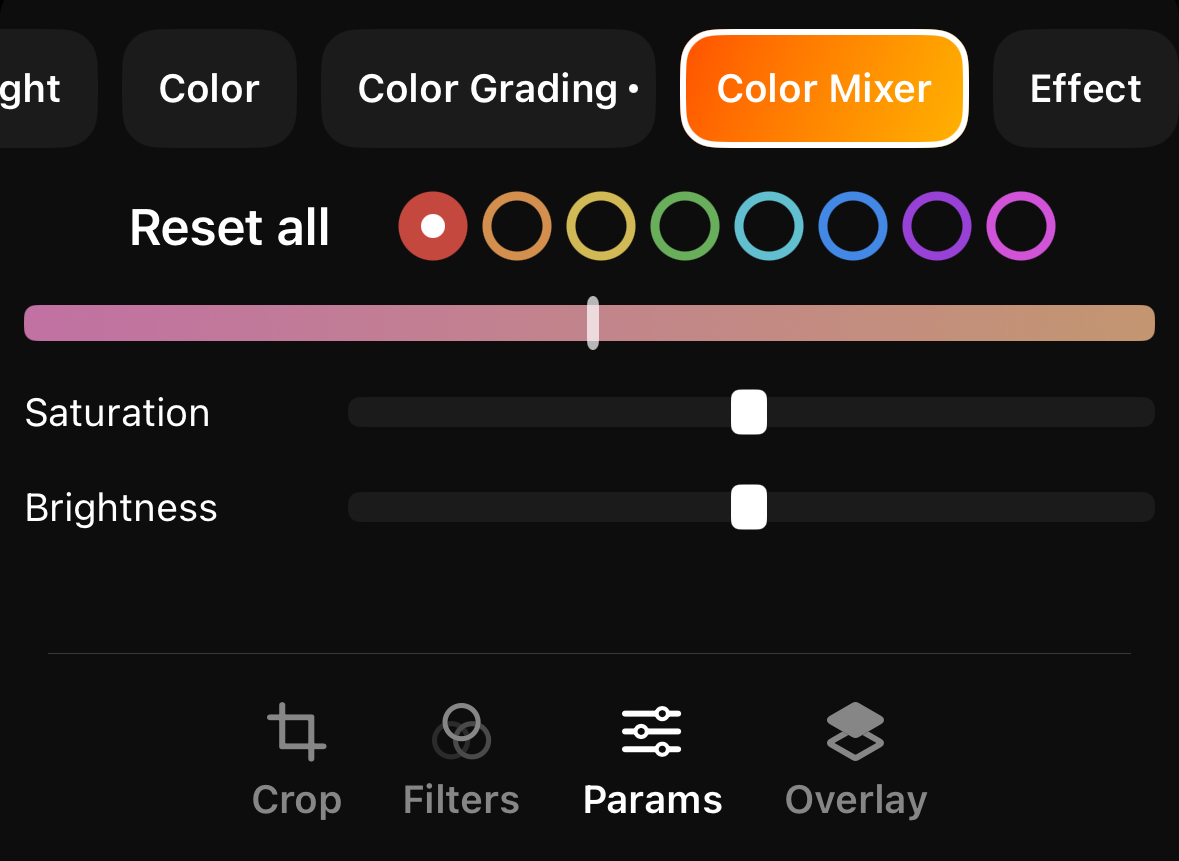 ght
Color
Color Grading •
Color Mixer
Effect
Reset all
Saturation
Brightness
Crop
Filters
Params
Overlay